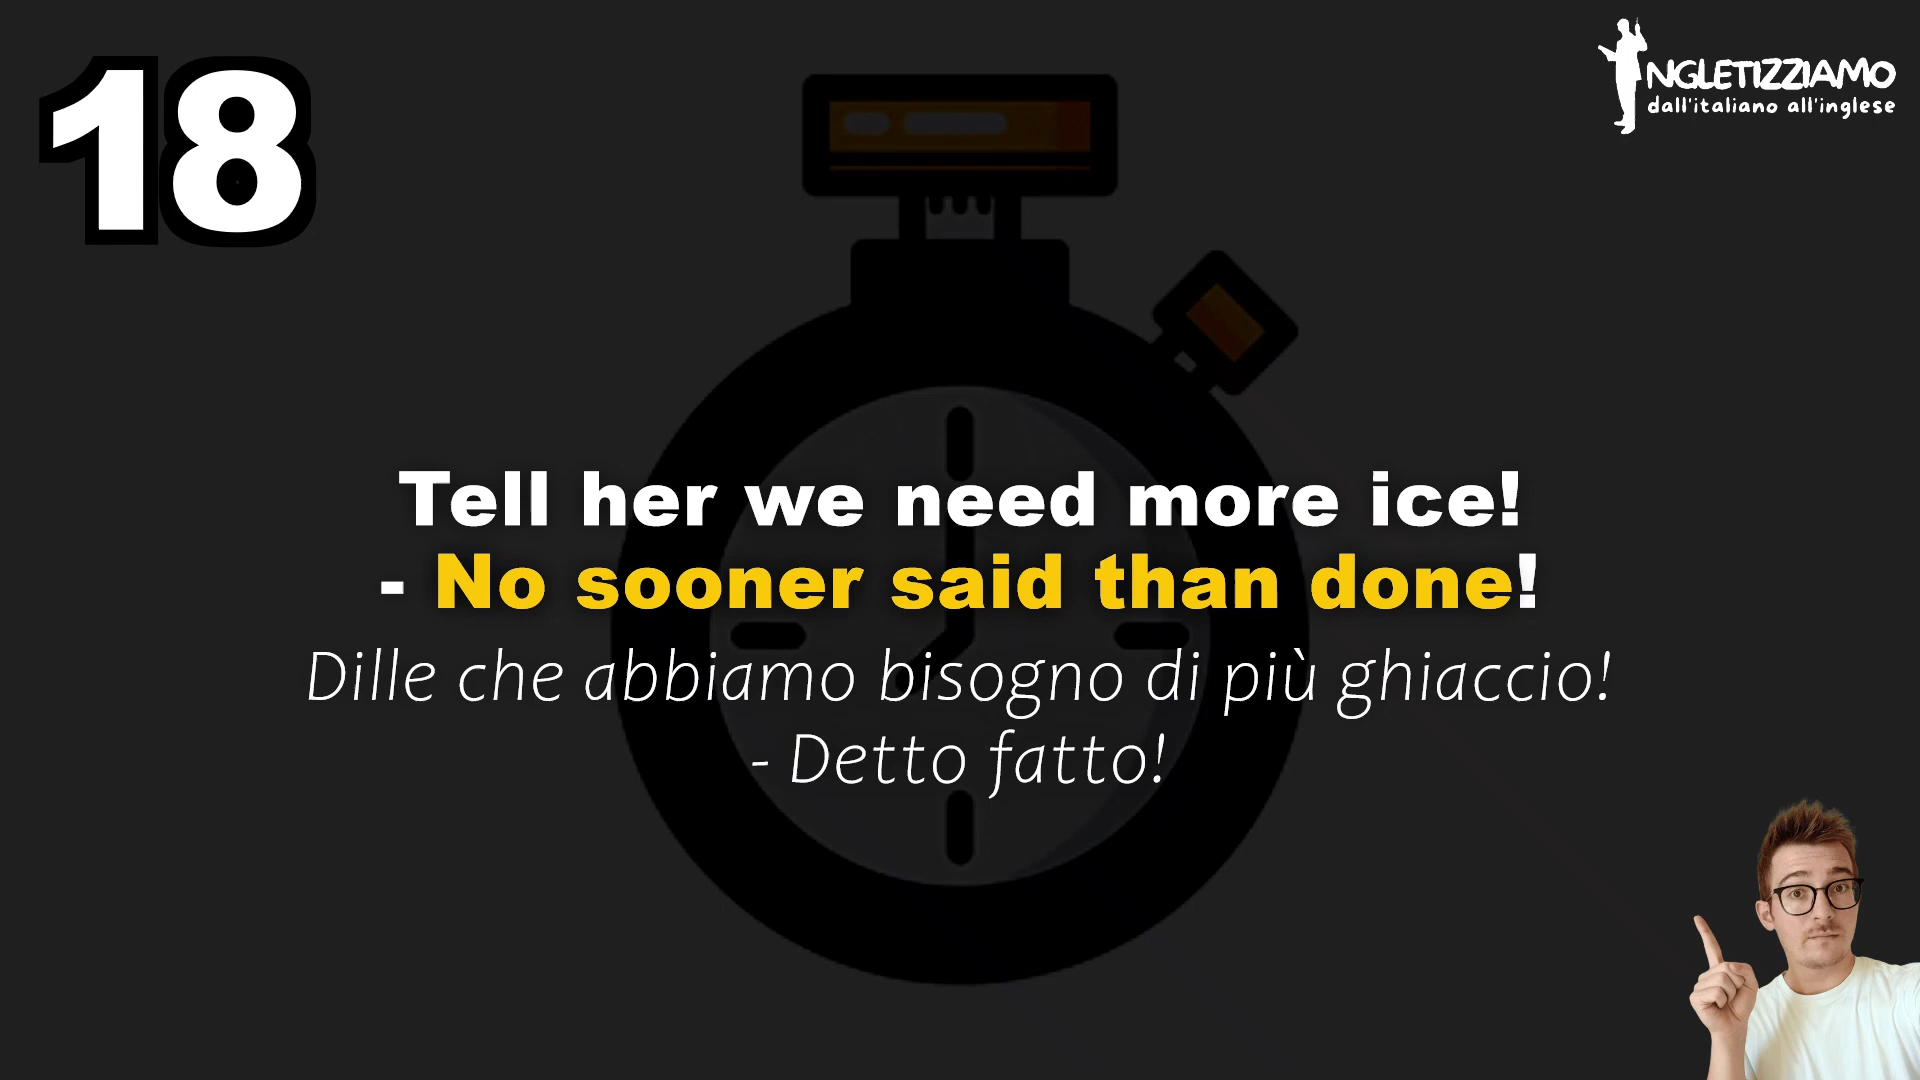 18
NGLETIZZIAMO
dall'italiano all'inglese
Tell her we need more ice!
- No sooner said than done!
Dille che abbiamo bisogno di più ghiaccio!
- Detto fatto!